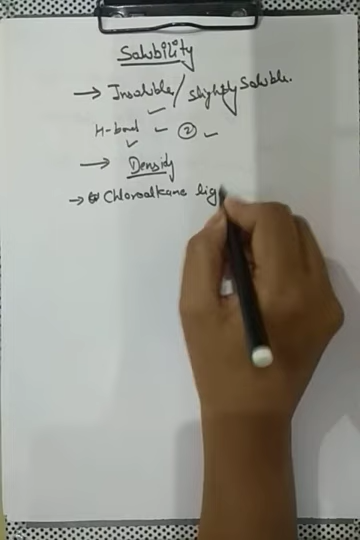 Solubility
→ Insoluble / Slightly Soluble.
H-bond ②
→ Density
→ Chloroalkane lig